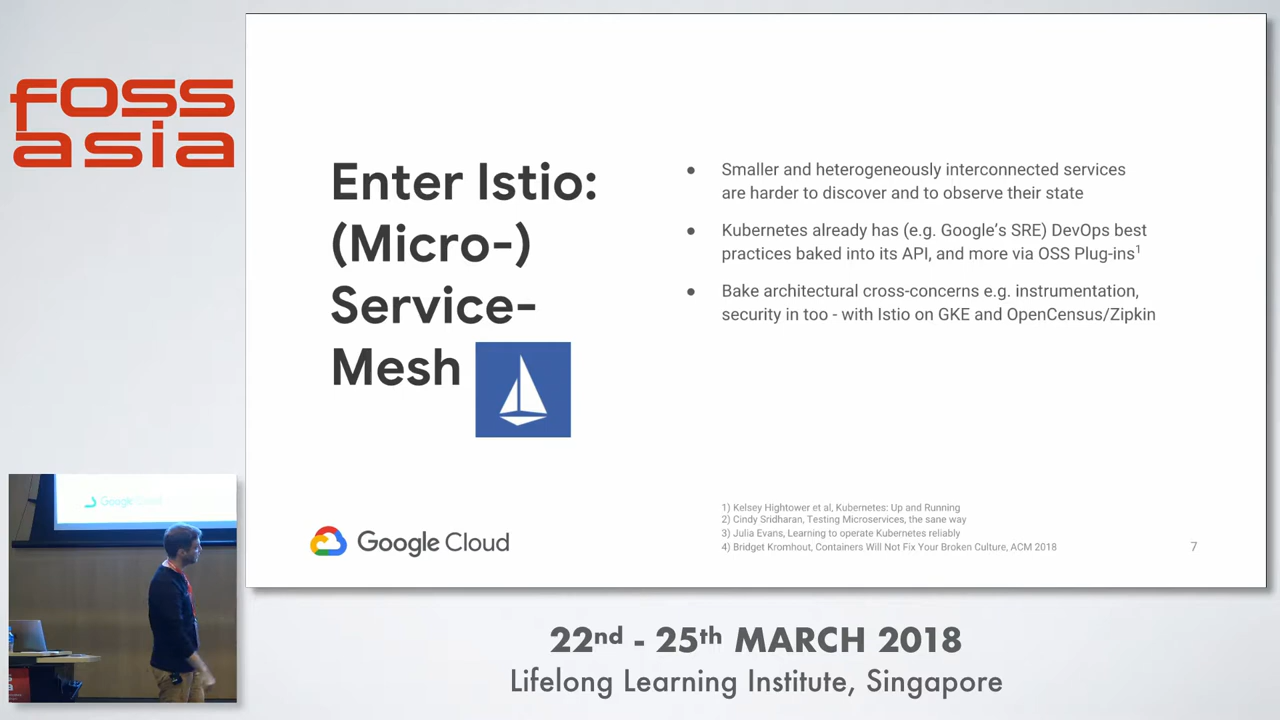 foss
asia
Enter Istio:
(Micro-)
Service-
Mesh
• Smaller and heterogeneously interconnected services
are harder to discover and to observe their state
• Kubernetes already has (e.g. Google's SRE) DevOps best
practices baked into its API, and more via OSS Plug-ins¹
• Bake architectural cross-concerns e.g. instrumentation,
security in too - with Istio on GKE and OpenCensus/Zipkin
1) Kelsey Hightower et al, Kubernetes: Up and Running
2) Cindy Sridharan, Testing Microservices, the sane way
3) Julia Evans, Learning to operate Kubernetes reliably
4) Bridget Kromhout, Containers Will Not Fix Your Broken Culture, ACM 2018
Google Cloud
7
Google Cloud
22nd - 25th MARCH 2018
Lifelong Learning Institute, Singapore